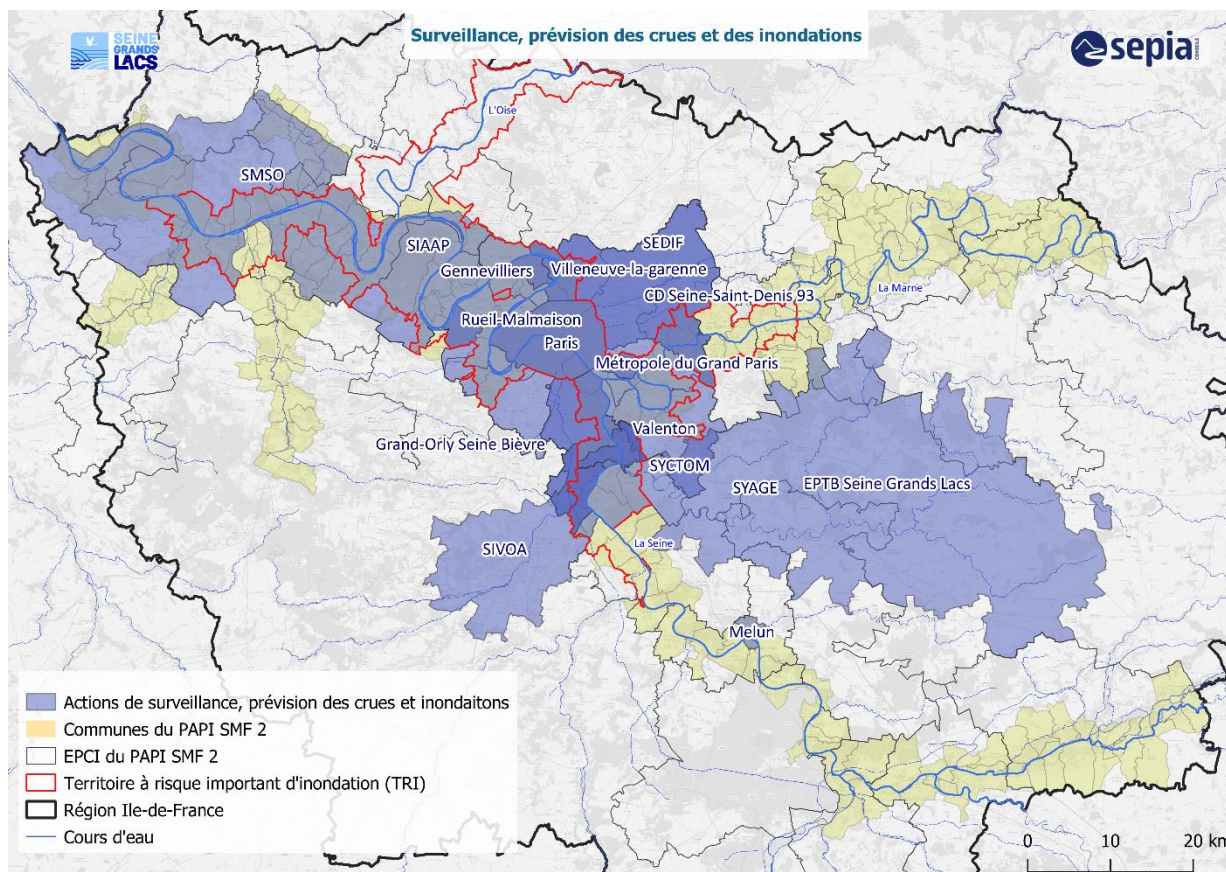 SEINE
GRANDS
LACS
Surveillance, prévision des crues et des inondations
sepia
CONSEILS
L'Oise
SMSO
SIAAP
SEDIF
Gennevilliers
Villeneuve-la-garenne
CD Seine-Saint-Denis 93
La Marne
Rueil-Malmaison
Paris
Métropole du Grand Paris
Grand-Orly Seine Bièvre
Valenton
SYCTOM
SYAGE
EPTB Seine Grands Lacs
SIVOA
La Seine
Melun
Actions de surveillance, prévision des crues et inondaitons
Communes du PAPI SMF 2
EPCI du PAPI SMF 2
Territoire à risque important d'inondation (TRI)
Région Ile-de-France
Cours d'eau
0 10 20 km